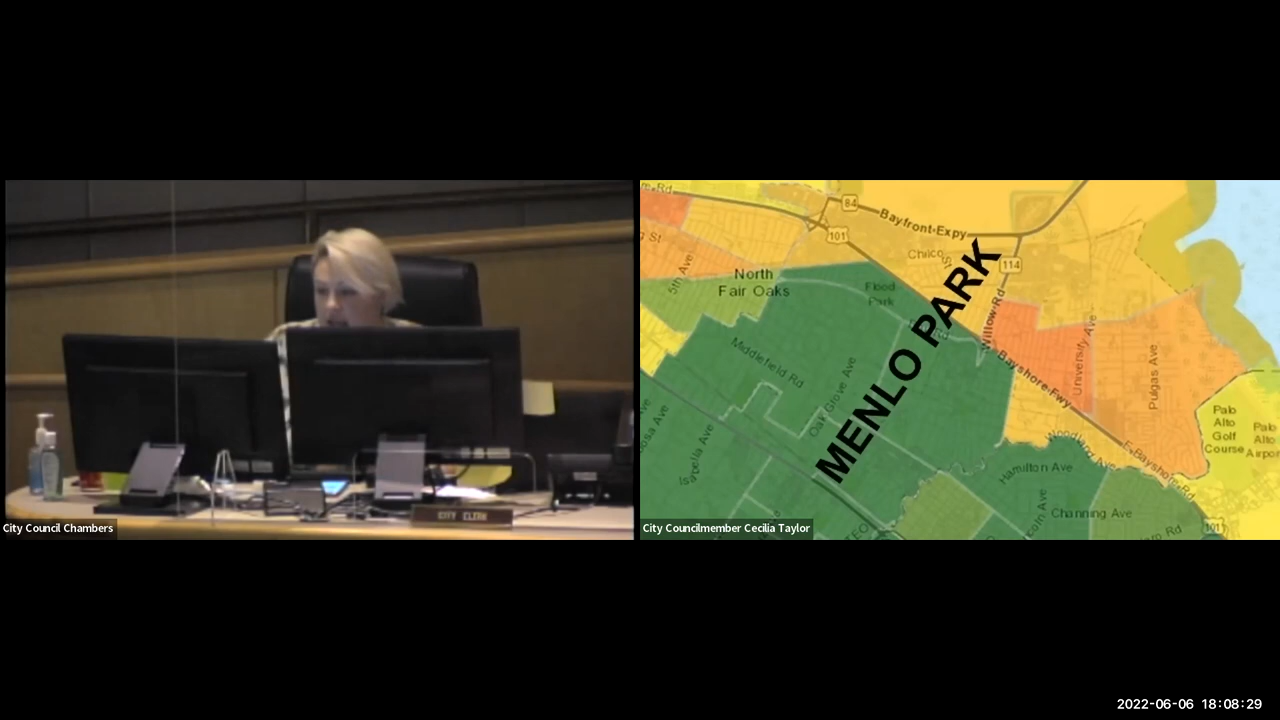 CITY CLERK
City Council Chambers
84
Bayfront-Expy
101
Chico St
114
North
Fair Oaks
5th Ave
Flood
Park
Willow Rd
MENLO PARK
Middlefield Rd
Oak Grove Ave
Bayshore-Fwy
University Ave
Pulgas Ave
Palo
Alto
Golf
Course
Palo
Alto
Airpor
E-Bayshore-Rd
Hamilton Ave
Channing Ave
101
City Councilmember Cecilia Taylor
2022-06-06 18:08:29